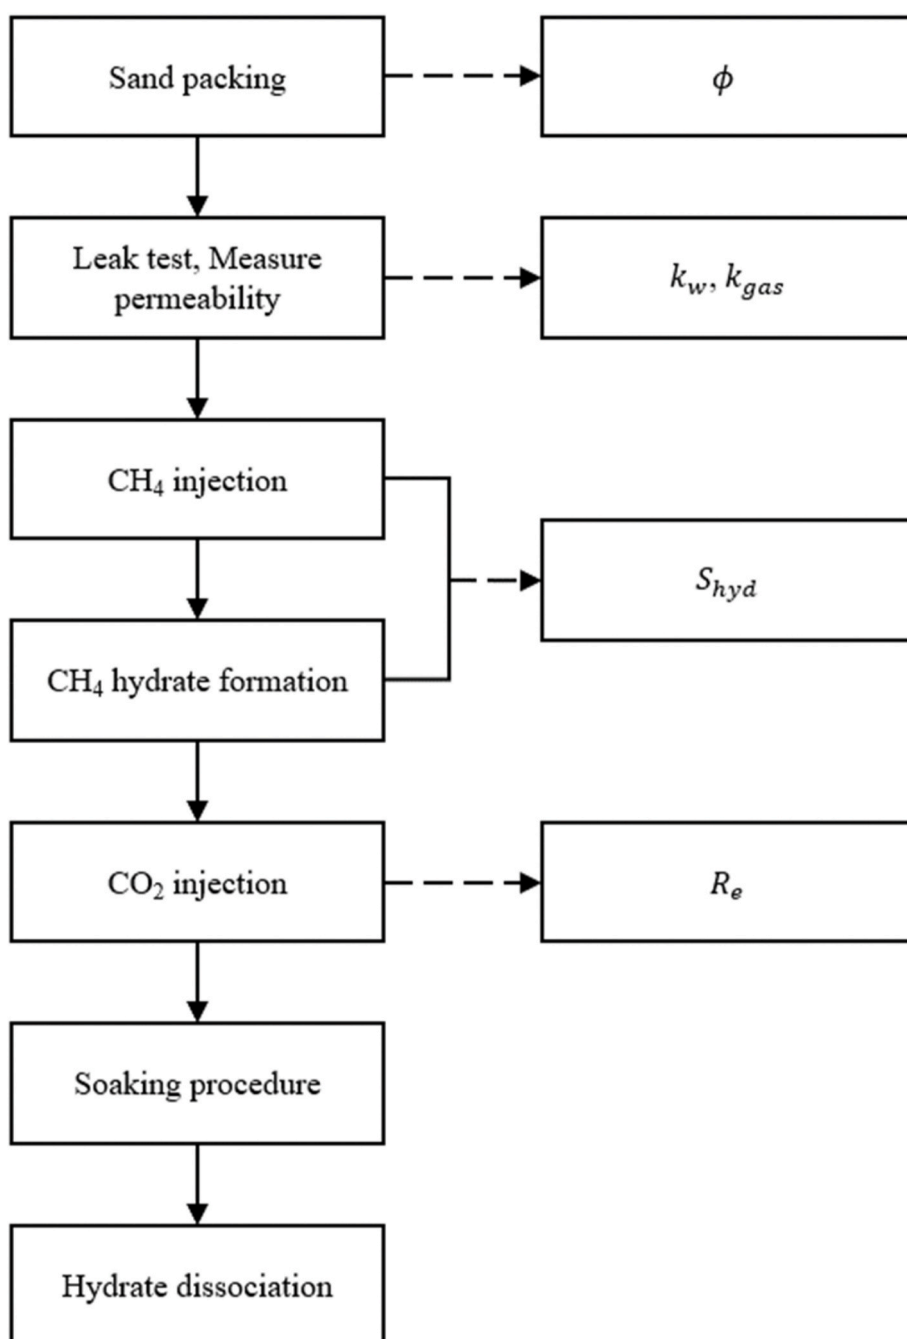 Sand packing
ϕ
Leak test, Measure
permeability
k_w, k_gas
CH₄ injection
S_hyd
CH₄ hydrate formation
CO₂ injection
R_e
Soaking procedure
Hydrate dissociation